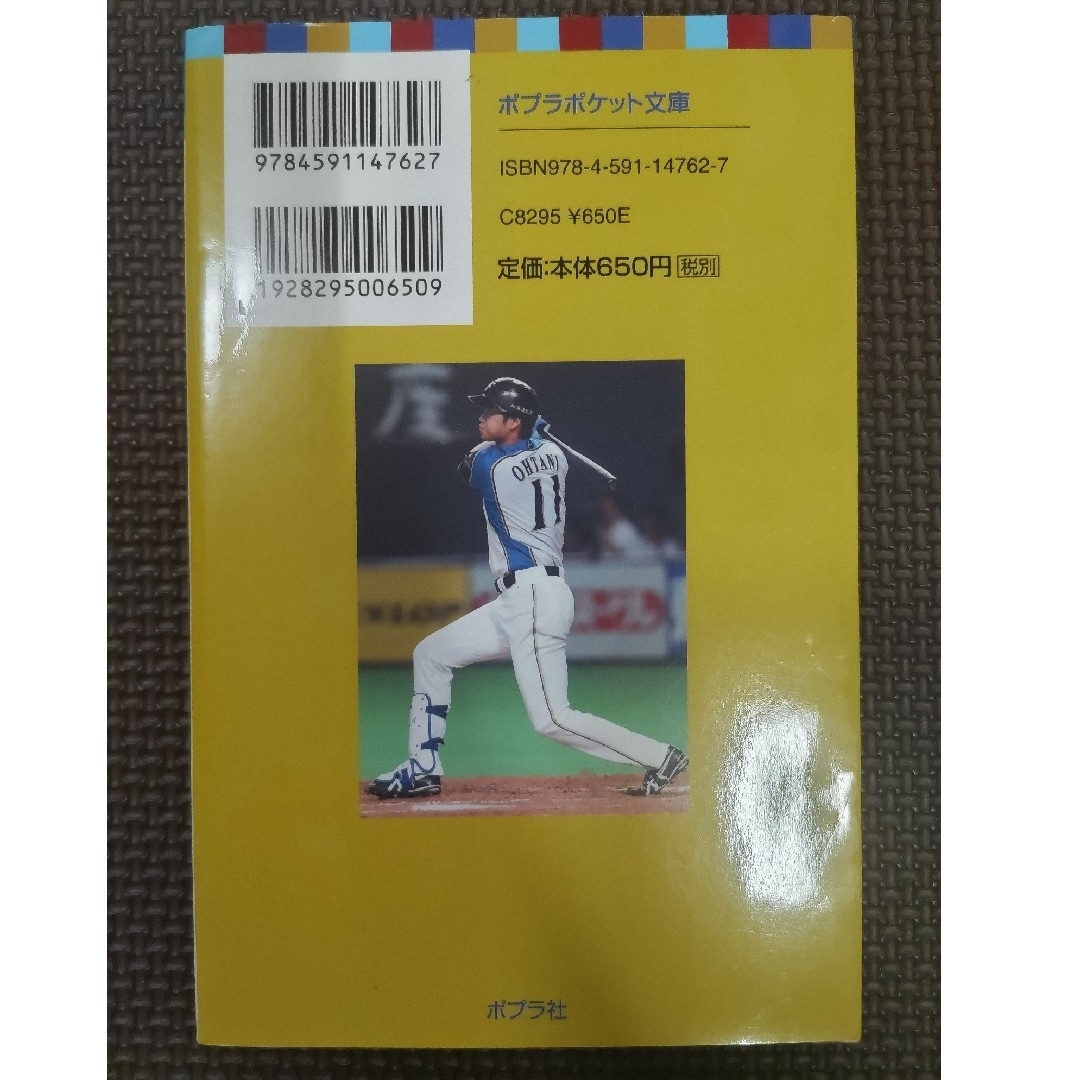 9784591147627
ポプラポケット文庫
ISBN978-4-591-14762-7
C8295 ¥650E
定価:本体650円 税別
1928295006509
屋
OHTANI
11
ポプラ社